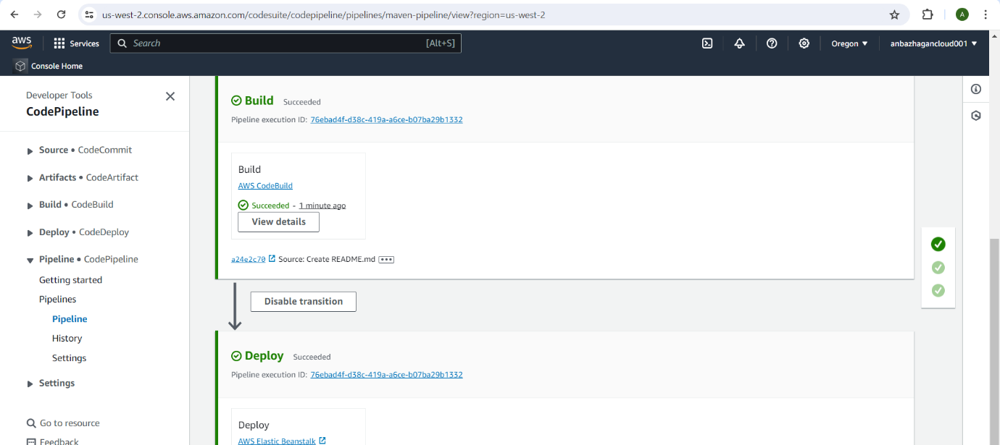 us-west-2.console.aws.amazon.com/codesuite/codepipeline/pipelines/maven-pipeline/view?region=us-west-2
A
aws
Services
Search
[Alt+S]
Oregon ▼
anbazhagancloud001 ▼
Console Home
Developer Tools
CodePipeline
Source • CodeCommit
Artifacts • CodeArtifact
Build • CodeBuild
Deploy • CodeDeploy
Pipeline • CodePipeline
Getting started
Pipelines
Pipeline
History
Settings
Settings
Go to resource
Feedback
Build Succeeded
Pipeline execution ID: 76ebad4f-d38c-419a-a6ce-b07ba29b1332
Build
AWS CodeBuild
Succeeded - 1 minute ago
View details
a24e2c70 Source: Create README.md
Disable transition
Deploy Succeeded
Pipeline execution ID: 76ebad4f-d38c-419a-a6ce-b07ba29b1332
Deploy
AWS Elastic Beanstalk